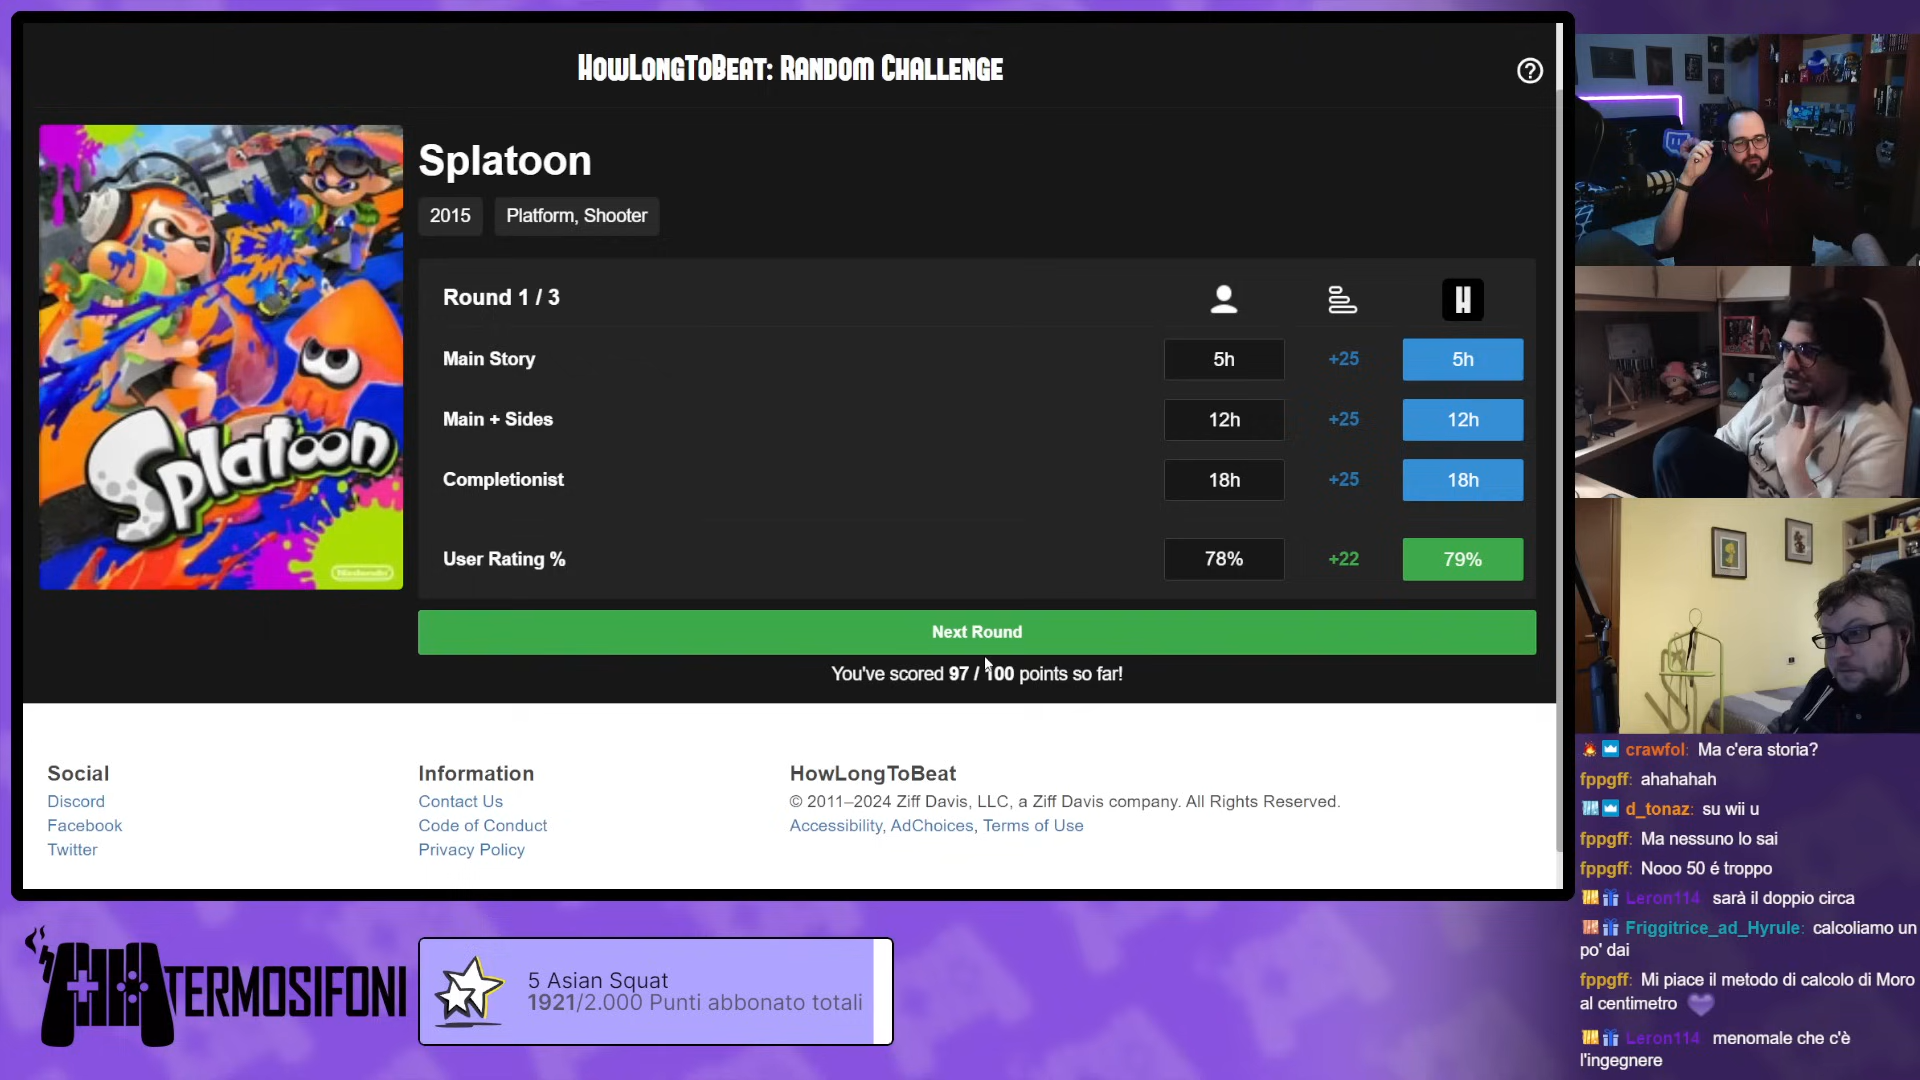 HowLongToBeat: Random Challenge
Splatoon
2015 Platform, Shooter
Round 1 / 3
Main Story 5h +25 5h
Main + Sides 12h +25 12h
Completionist 18h +25 18h
User Rating % 78% +22 79%
Next Round
You've scored 97 / 100 points so far!
Splatoon
Nintendo
Social
Discord
Facebook
Twitter
Information
Contact Us
Code of Conduct
Privacy Policy
HowLongToBeat
© 2011–2024 Ziff Davis, LLC, a Ziff Davis company. All Rights Reserved.
Accessibility, AdChoices, Terms of Use
TERMOSIFONI
5 Asian Squat
1921/2.000 Punti abbonato totali
crawfol: Ma c'era storia?
fppgff: ahahahah
d_tonaz: su wii u
fppgff: Ma nessuno lo sai
fppgff: Nooo 50 é troppo
Leron114 sarà il doppio circa
Friggitrice_ad_Hyrule: calcoliamo un
po' dai
fppgff: Mi piace il metodo di calcolo di Moro
al centimetro
Leron114 menomale che c'è
l'ingegnere